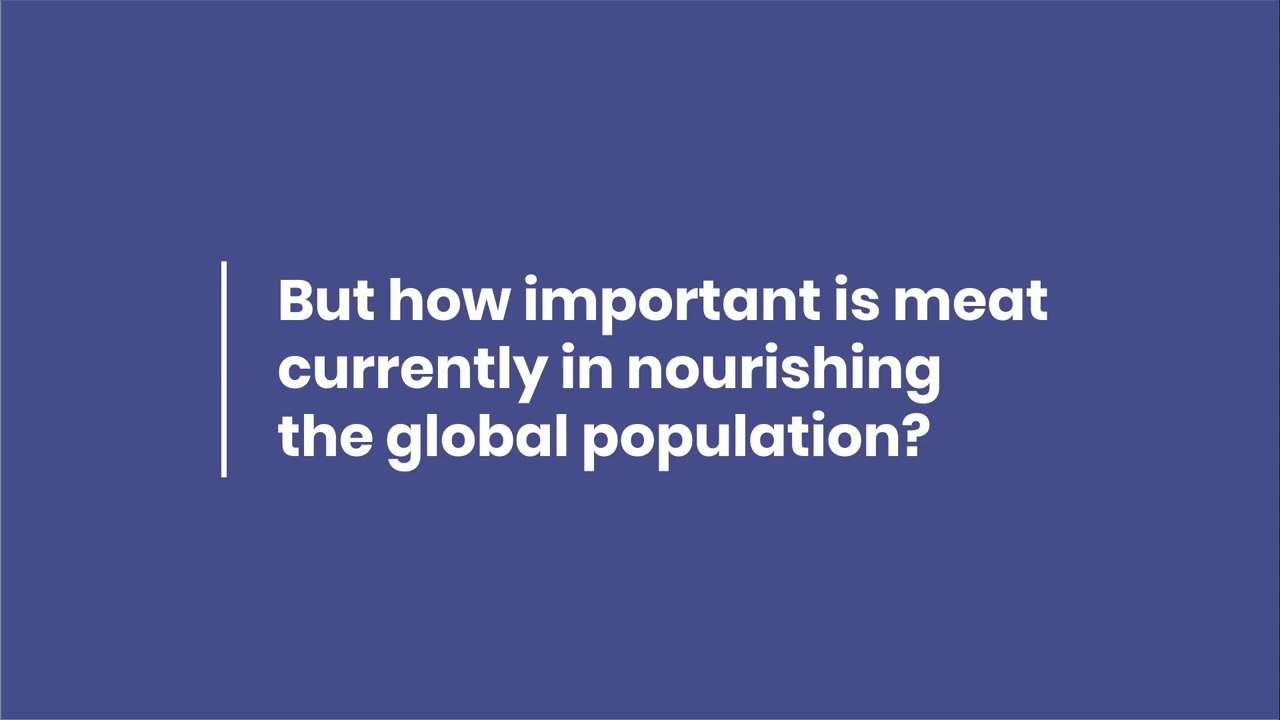 But how important is meat
currently in nourishing
the global population?